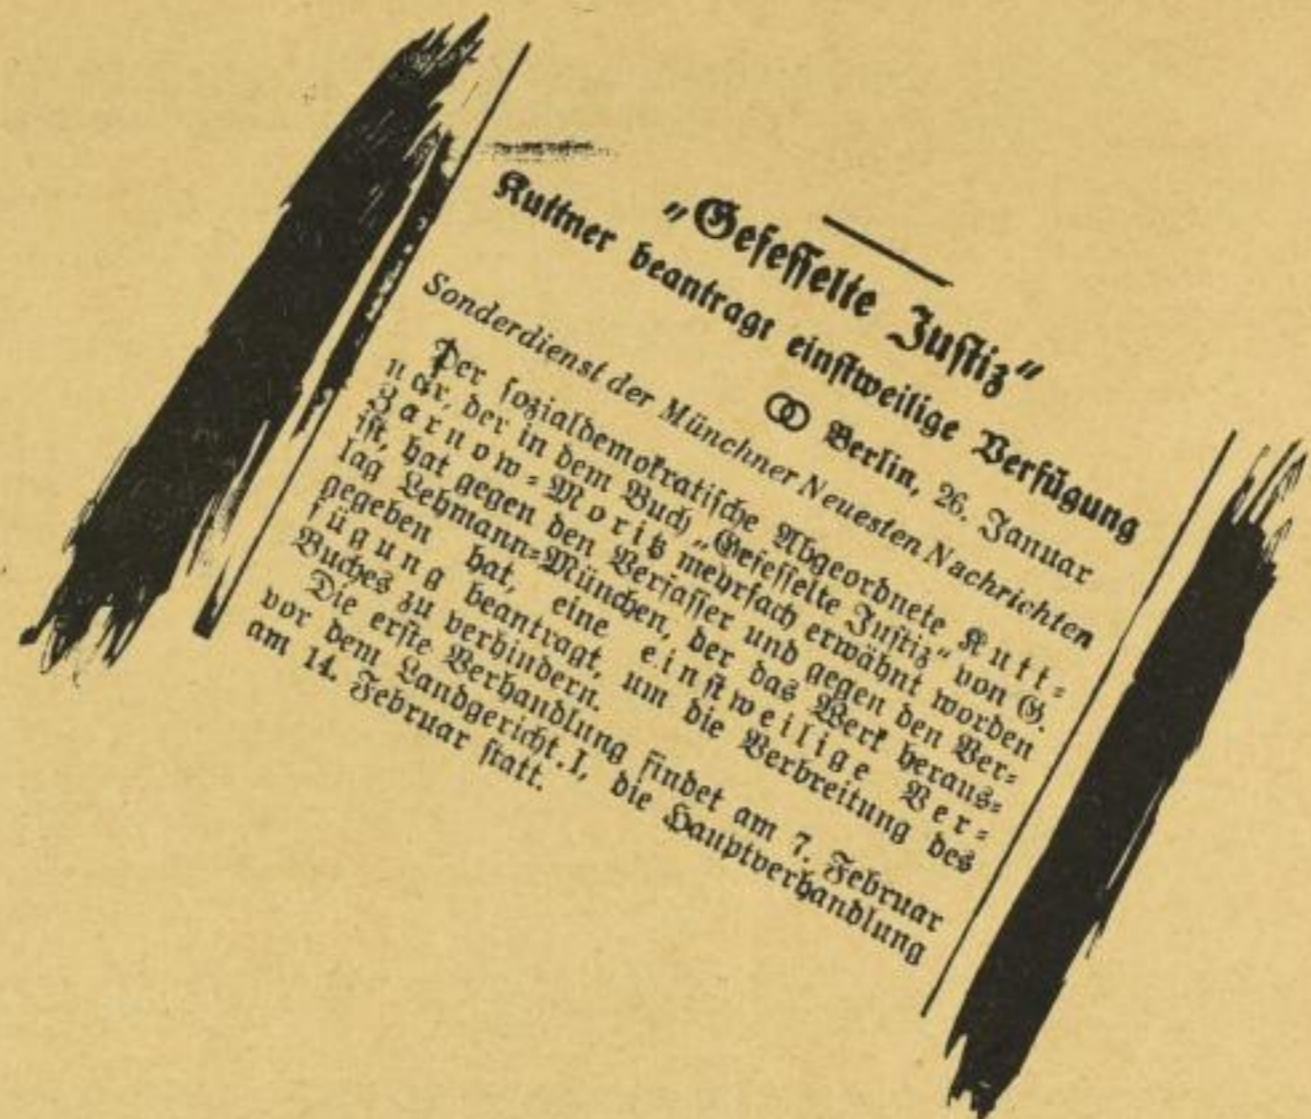 „Gefesselte Justiz“
Kuttner beantragt einstweilige Verfügung
Berlin, 26. Januar
Sonderdienst der Münchner Neuesten Nachrichten
Der sozialdemokratische Abgeordnete Kutt-
nár, der in dem Buch „Gefesselte Justiz“ von G.
Zarnow-Moritz mehrfach erwähnt worden
ist, hat gegen den Verfasser und gegen den Ver-
lag Lehmann-München, der das Werk heraus-
gegeben hat, eine einstweilige Ver-
fügung beantragt, um die Verbreitung des
Buches zu verhindern.
Die erste Verhandlung findet am 7. Februar
vor dem Landgericht.I, die Hauptverhandlung
am 14. Februar statt.